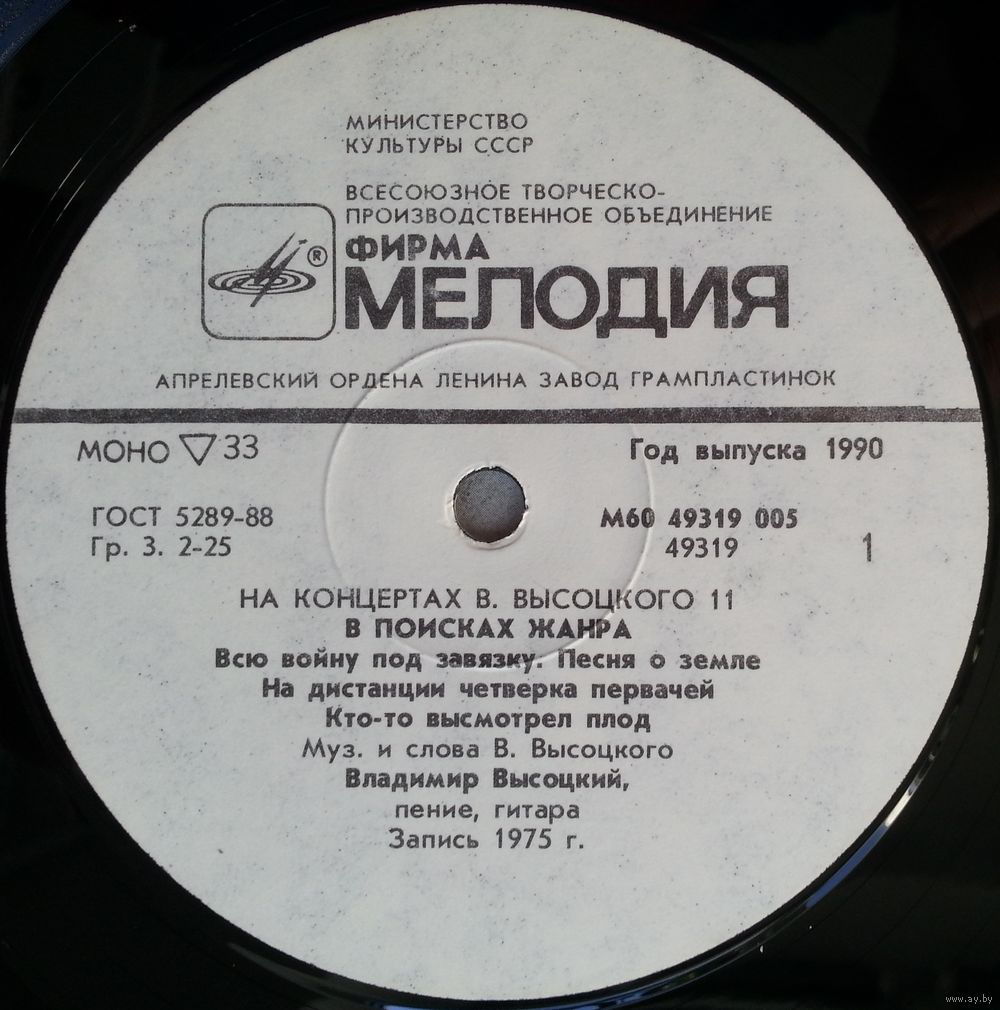 МИНИСТЕРСТВО
КУЛЬТУРЫ СССР
ВСЕСОЮЗНОЕ ТВОРЧЕСКО-
ПРОИЗВОДСТВЕННОЕ ОБЪЕДИНЕНИЕ
ФИРМА
®
МЕЛОДИЯ
АПРЕЛЕВСКИЙ ОРДЕНА ЛЕНИНА ЗАВОД ГРАМПЛАСТИНОК
МОНО ▽ 33
Год выпуска 1990
ГОСТ 5289-88
Гр. 3. 2-25
М60 49319 005
49319
1
НА КОНЦЕРТАХ В. ВЫСОЦКОГО 11
В ПОИСКАХ ЖАНРА
Всю войну под завязку. Песня о земле
На дистанции четверка первачей
Кто-то высмотрел плод
Муз. и слова В. Высоцкого
Владимир Высоцкий,
пение, гитара
Запись 1975 г.
www.ay.by